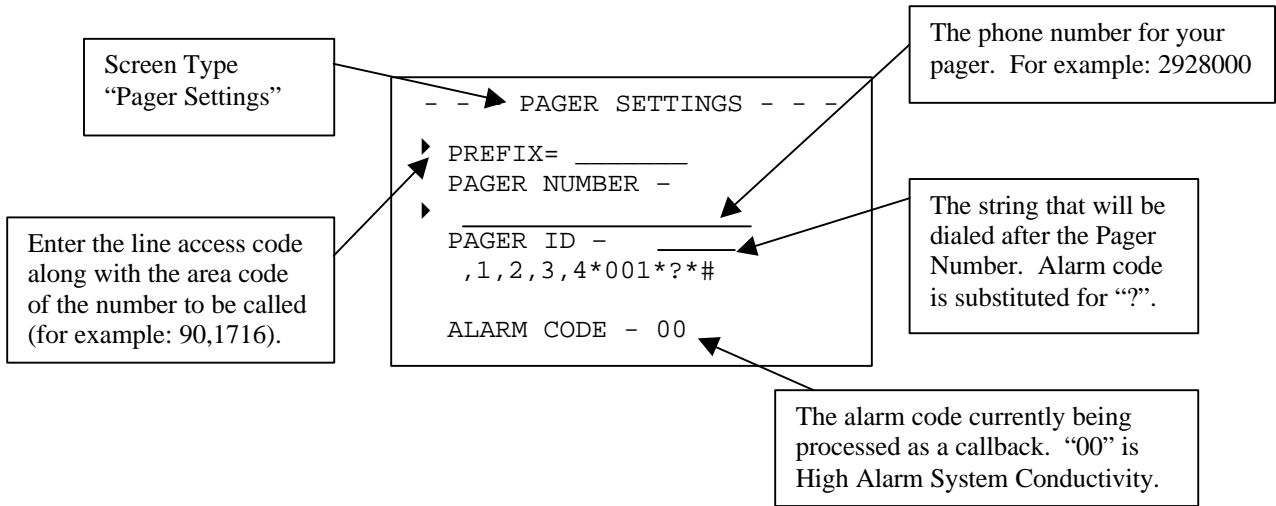 Screen Type
“Pager Settings”
The phone number for your
pager.  For example: 2928000
- - - PAGER SETTINGS - - -
PREFIX= _______
PAGER NUMBER –
PAGER ID –  _____
,1,2,3,4*001*?*#
ALARM CODE – 00
Enter the line access code
along with the area code
of the number to be called
(for example: 90,1716).
The string that will be
dialed after the Pager
Number.  Alarm code
is substituted for “?”.
The alarm code currently being
processed as a callback.  “00” is
High Alarm System Conductivity.